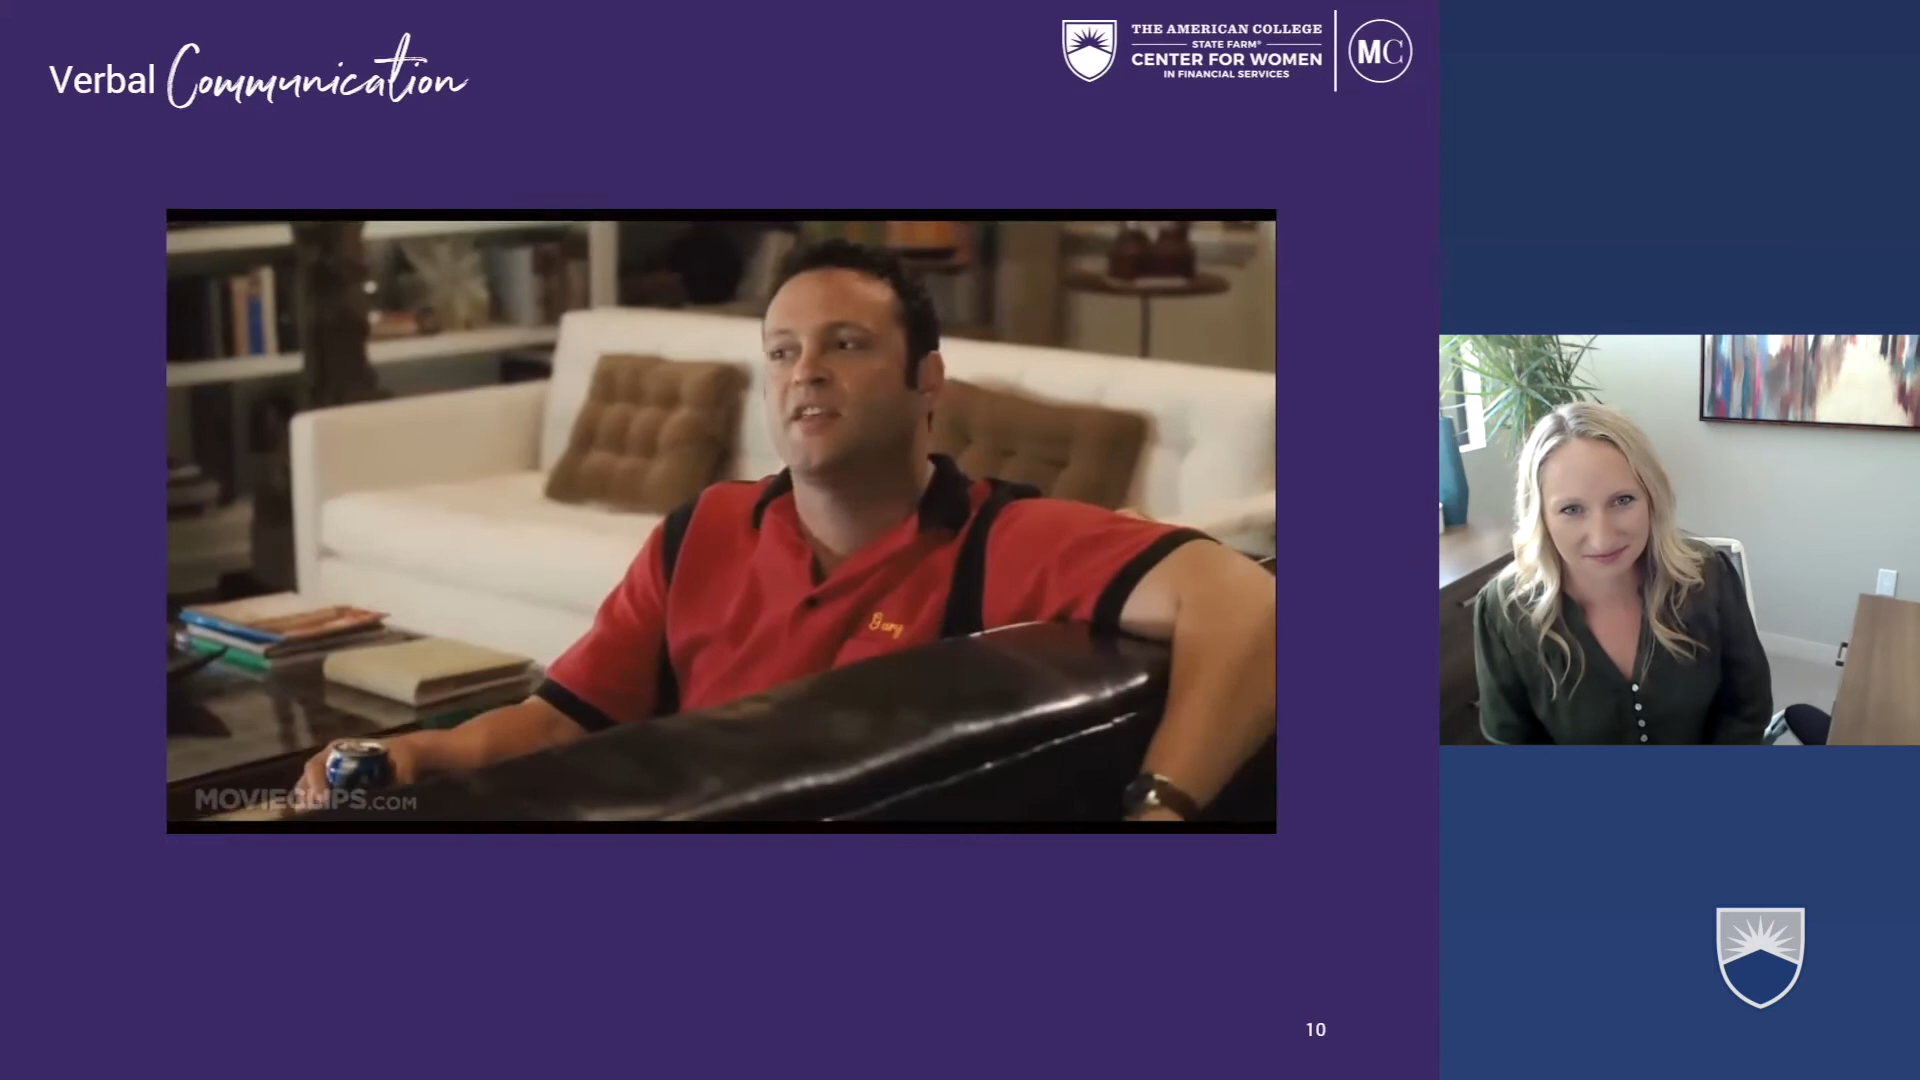 Verbal Communication
THE AMERICAN COLLEGE
STATE FARM®
CENTER FOR WOMEN
IN FINANCIAL SERVICES
MC
Gary
MOVIECLIPS.COM
10